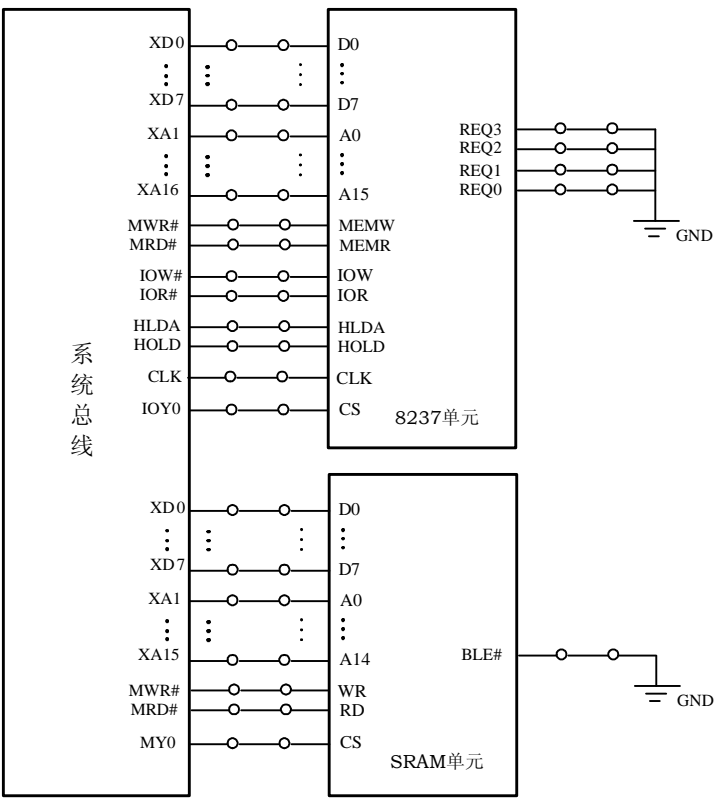 XD0 D0
XD7 D7
XA1 A0
XA16 A15
MWR# MEMW
MRD# MEMR
IOW# IOW
IOR# IOR
HLDA HLDA
HOLD HOLD
CLK CLK
IOY0 CS
8237单元
REQ3
REQ2
REQ1
REQ0
GND
系统总线
XD0 D0
XD7 D7
XA1 A0
XA15 A14
MWR# WR
MRD# RD
MY0 CS
SRAM单元
BLE#
GND